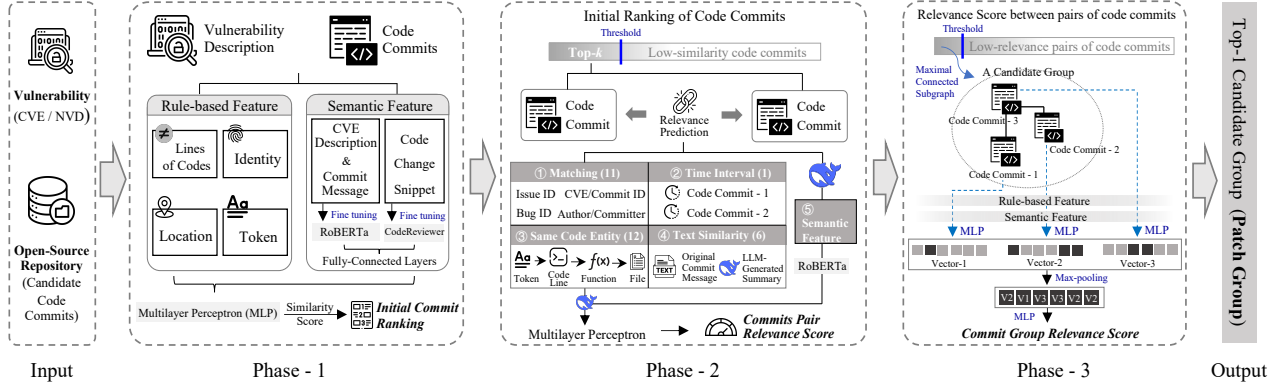 Vulnerability
(CVE / NVD)
Open-Source
Repository
(Candidate
Code
Commits)
Input
Vulnerability
Description
Code
Commits
Rule-based Feature
≠
Lines
of Codes
Identity
Location
Aa
Token
Semantic Feature
CVE
Description
&
Commit
Message
Code
Change
Snippet
Fine tuning
Fine tuning
RoBERTa
CodeReviewer
Fully-Connected Layers
Multilayer Perceptron (MLP)
Similarity
Score
Initial Commit
Ranking
Phase - 1
Initial Ranking of Code Commits
Threshold
Top-k
Low-similarity code commits
Code
Commit
Relevance
Prediction
Code
Commit
① Matching (11)
Issue ID CVE/Commit ID
Bug ID Author/Committer
② Time Interval (1)
Code Commit - 1
Code Commit - 2
③ Same Code Entity (12)
Aa
f(x)
Token
Code
Line
Function
File
④ Text Similarity (6)
TEXT
Original
Commit
Message
LLM-
Generated
Summary
⑤
Semantic
Feature
RoBERTa
Multilayer Perceptron
Commits Pair
Relevance Score
Phase - 2
Relevance Score between pairs of code commits
Threshold
Low-relevance pairs of code commits
Maximal
Connected
Subgraph
A Candidate Group
Code Commit - 3
Code Commit - 2
Code Commit - 1
Rule-based Feature
Semantic Feature
MLP
MLP
MLP
Vector-1
Vector-2
Vector-3
Max-pooling
V2 V1 V3 V3 V2 V2
MLP
Commit Group Relevance Score
Phase - 3
Top-1 Candidate Group (Patch Group)
Output